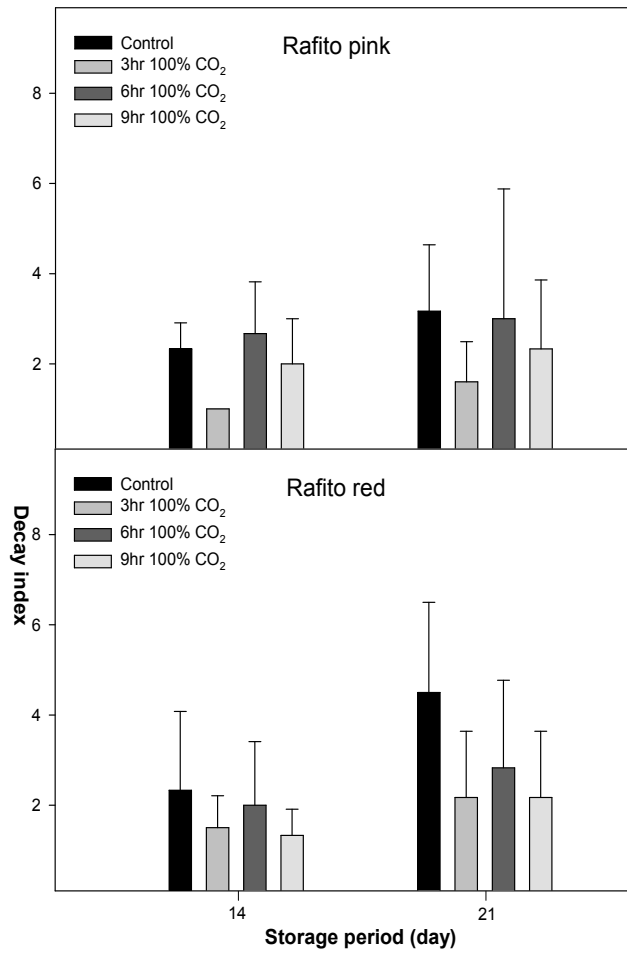 Rafito pink
Control
3hr 100% CO₂
6hr 100% CO₂
9hr 100% CO₂
8
6
4
2
Rafito red
Control
3hr 100% CO₂
6hr 100% CO₂
9hr 100% CO₂
8
6
4
2
Decay index
14
21
Storage period (day)